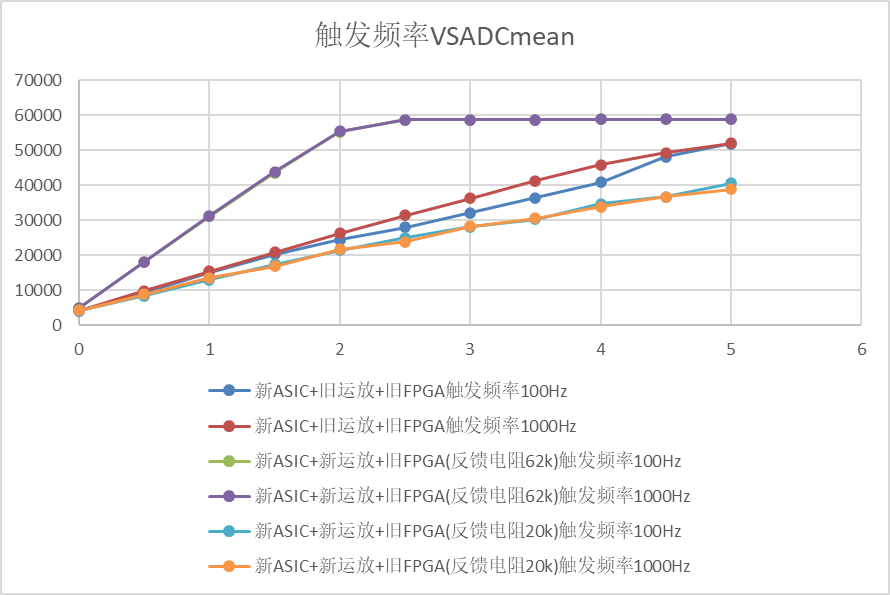 触发频率VSADCmean
70000
60000
50000
40000
30000
20000
10000
0
0 1 2 3 4 5 6
新ASIC+旧运放+旧FPGA触发频率100Hz
新ASIC+旧运放+旧FPGA触发频率1000Hz
新ASIC+新运放+旧FPGA(反馈电阻62k)触发频率100Hz
新ASIC+新运放+旧FPGA(反馈电阻62k)触发频率1000Hz
新ASIC+新运放+旧FPGA(反馈电阻20k)触发频率100Hz
新ASIC+新运放+旧FPGA(反馈电阻20k)触发频率1000Hz